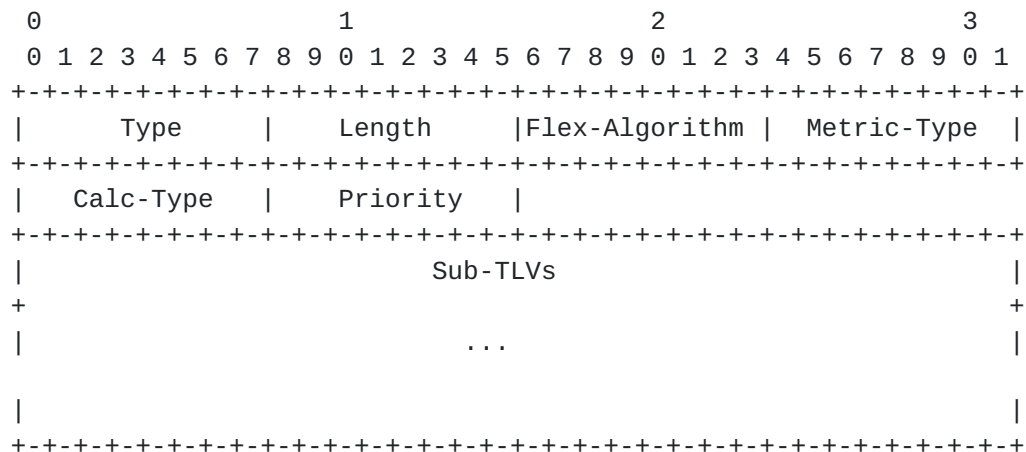 0                   1                   2                   3
 0 1 2 3 4 5 6 7 8 9 0 1 2 3 4 5 6 7 8 9 0 1 2 3 4 5 6 7 8 9 0 1
+-+-+-+-+-+-+-+-+-+-+-+-+-+-+-+-+-+-+-+-+-+-+-+-+-+-+-+-+-+-+-+-+
|      Type     |    Length     |Flex-Algorithm |  Metric-Type  |
+-+-+-+-+-+-+-+-+-+-+-+-+-+-+-+-+-+-+-+-+-+-+-+-+-+-+-+-+-+-+-+-+
|   Calc-Type   |    Priority   |
+-+-+-+-+-+-+-+-+-+-+-+-+-+-+-+-+-+-+-+-+-+-+-+-+-+-+-+-+-+-+-+-+
|                          Sub-TLVs                             |
+                                                               +
|                            ...                                |
|                                                               |
+-+-+-+-+-+-+-+-+-+-+-+-+-+-+-+-+-+-+-+-+-+-+-+-+-+-+-+-+-+-+-+-+